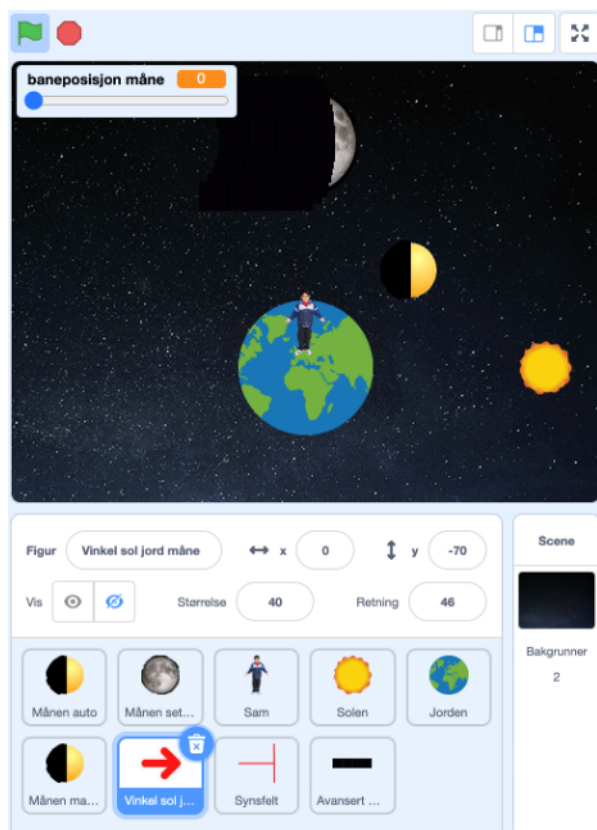 baneposisjon måne 0
Figur Vinkel sol jord måne x 0 y -70
Vis Størrelse 40 Retning 46
Scene
Bakgrunner
2
Månen auto Månen set... Sam Solen Jorden
Månen ma... Vinkel sol j... Synsfelt Avansert ...